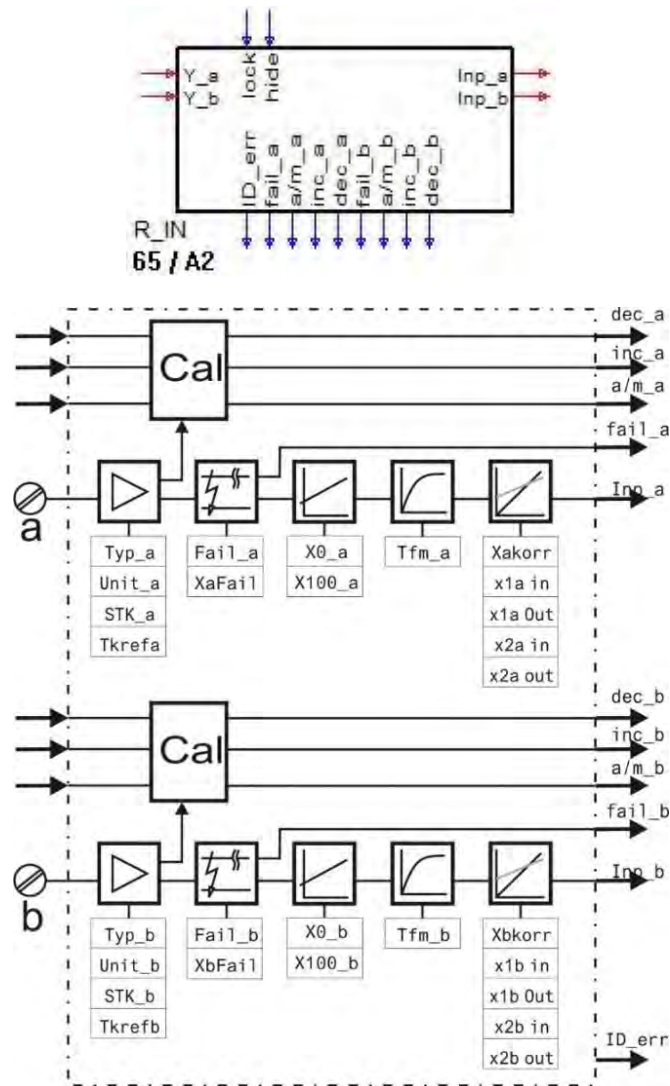 lock
hide
Y_a
Y_b
Inp_a
Inp_b
ID_err
fail_a
a/m_a
inc_a
dec_a
fail_b
a/m_b
inc_b
dec_b
R_IN
65 / A2
dec_a
inc_a
a/m_a
fail_a
Inp_a
Cal
a
Typ_a
Unit_a
STK_a
Tkrefa
Fail_a
XaFail
X0_a
X100_a
Tfm_a
Xakorr
x1a in
x1a Out
x2a in
x2a out
dec_b
inc_b
a/m_b
fail_b
Inp_b
Cal
b
Typ_b
Unit_b
STK_b
Tkrefb
Fail_b
XbFail
X0_b
X100_b
Tfm_b
Xbkorr
x1b in
x1b Out
x2b in
x2b out
ID_err